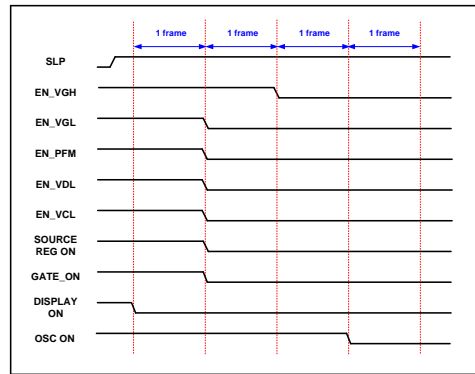 1 frame 1 frame 1 frame 1 frame
SLP
EN_VGH
EN_VGL
EN_PFM
EN_VDL
EN_VCL
SOURCE
REG ON
GATE_ON
DISPLAY
ON
OSC ON